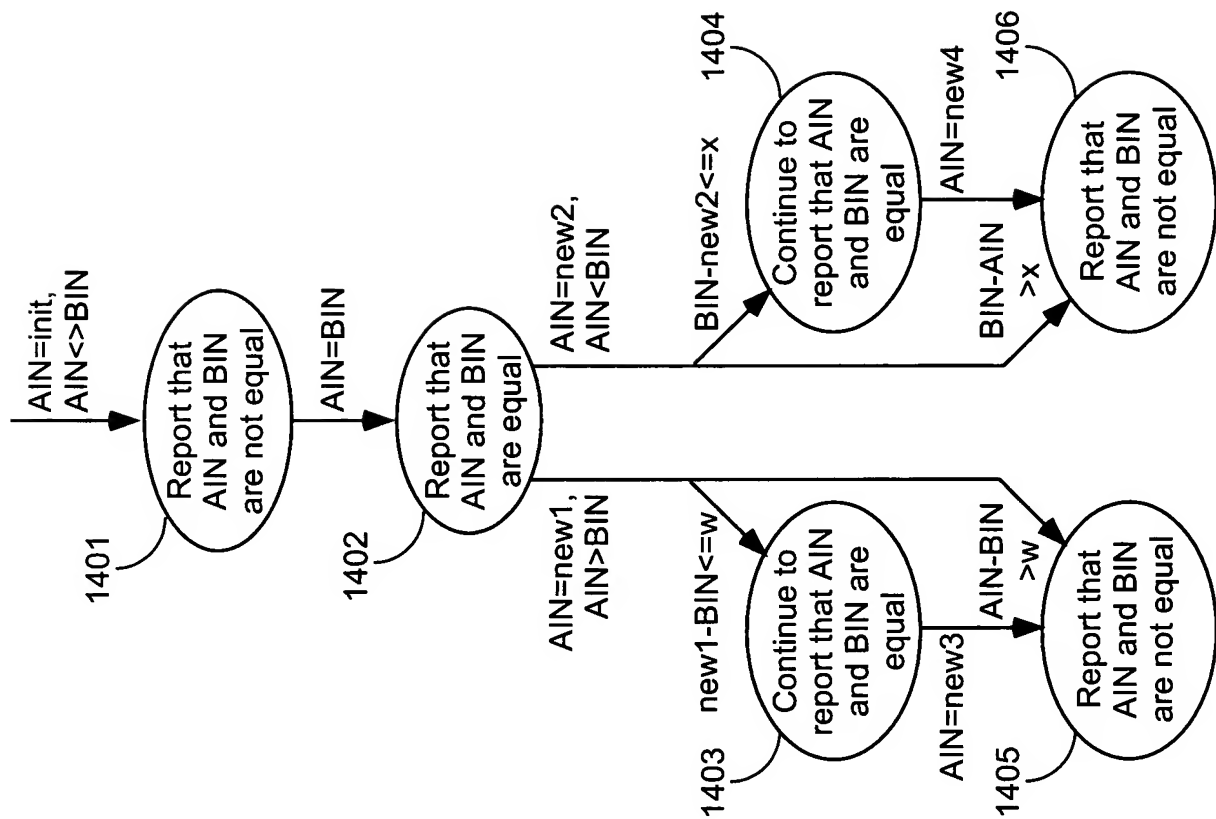 AIN=init,
AIN<>BIN
1401
Report that
AIN and BIN
are not equal
AIN=BIN
1402
Report that
AIN and BIN
are equal
AIN=new1,
AIN>BIN
AIN=new2,
AIN<BIN
new1-BIN<=w
BIN-new2<=x
1403
Continue to
report that AIN
and BIN are
equal
1404
Continue to
report that AIN
and BIN are
equal
AIN=new3
AIN-BIN
>w
BIN-AIN
>x
AIN=new4
1405
Report that
AIN and BIN
are not equal
1406
Report that
AIN and BIN
are not equal